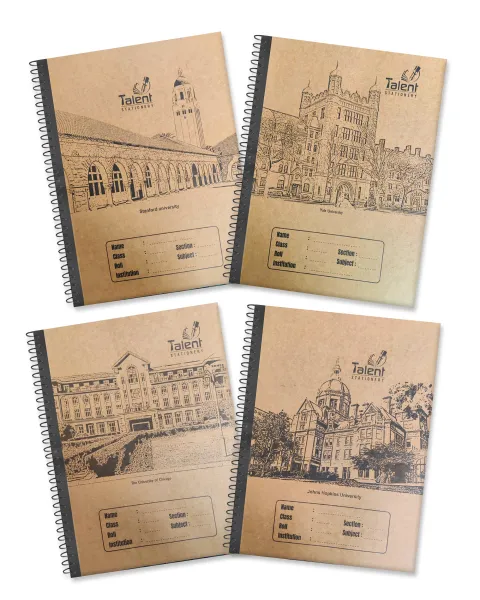 Talent
STATIONERY
Stanford university
Name :
Class : Section :
Roll : Subject :
Institution :
Talent
STATIONERY
Yale University
Name :
Class :
Roll : Section :
Institution : Subject :
Talent
STATIONERY
The University of Chicago
Name :
Class : Section :
Roll : Subject :
Institution :
Talent
STATIONERY
Johns Hopkins University
Name :
Class :
Roll : Section :
Institution : Subject :